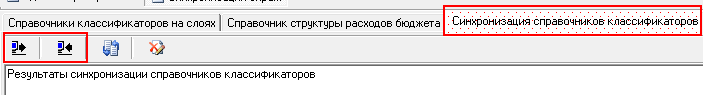 Справочники классификаторов на слоях Справочник структуры расходов бюджета Синхронизация справочников классификаторов
Результаты синхронизации справочников классификаторов